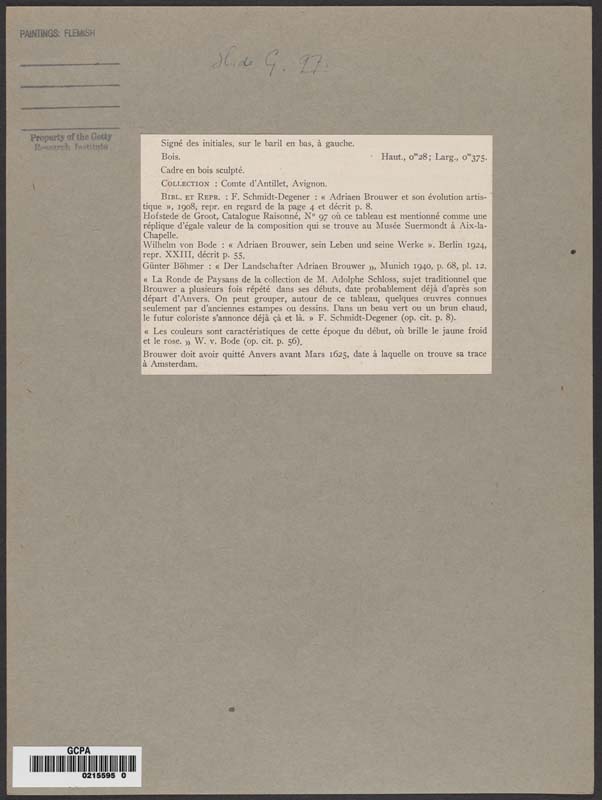 PAINTINGS: FLEMISH
H. de G. 97.
Property of the Getty
Research Institute
Signé des initiales, sur le baril en bas, à gauche.
Bois. Haut., 0ᵐ28; Larg., 0ᵐ375.
Cadre en bois sculpté.
COLLECTION : Comte d'Antillet, Avignon.
BIBL. ET REPR. : F. Schmidt-Degener : « Adriaen Brouwer et son évolution artis-
tique », 1908, repr. en regard de la page 4 et décrit p. 8.
Hofstede de Groot, Catalogue Raisonné, Nº 97 où ce tableau est mentionné comme une
réplique d'égale valeur de la composition qui se trouve au Musée Suermondt à Aix-la-
Chapelle.
Wilhelm von Bode : « Adriaen Brouwer, sein Leben und seine Werke ». Berlin 1924,
repr. XXIII, décrit p. 55.
Günter Böhmer : « Der Landschafter Adriaen Brouwer », Munich 1940, p. 68, pl. 12.
« La Ronde de Paysans de la collection de M. Adolphe Schloss, sujet traditionnel que
Brouwer a plusieurs fois répété dans ses débuts, date probablement déjà d'après son
départ d'Anvers. On peut grouper, autour de ce tableau, quelques œuvres connues
seulement par d'anciennes estampes ou dessins. Dans un beau vert ou un brun chaud,
le futur coloriste s'annonce déjà çà et là. » F. Schmidt-Degener (op. cit. p. 8).
« Les couleurs sont caractéristiques de cette époque du début, où brille le jaune froid
et le rose. » W. v. Bode (op. cit. p. 56).
Brouwer doit avoir quitté Anvers avant Mars 1625, date à laquelle on trouve sa trace
à Amsterdam.
GCPA
0215595 0